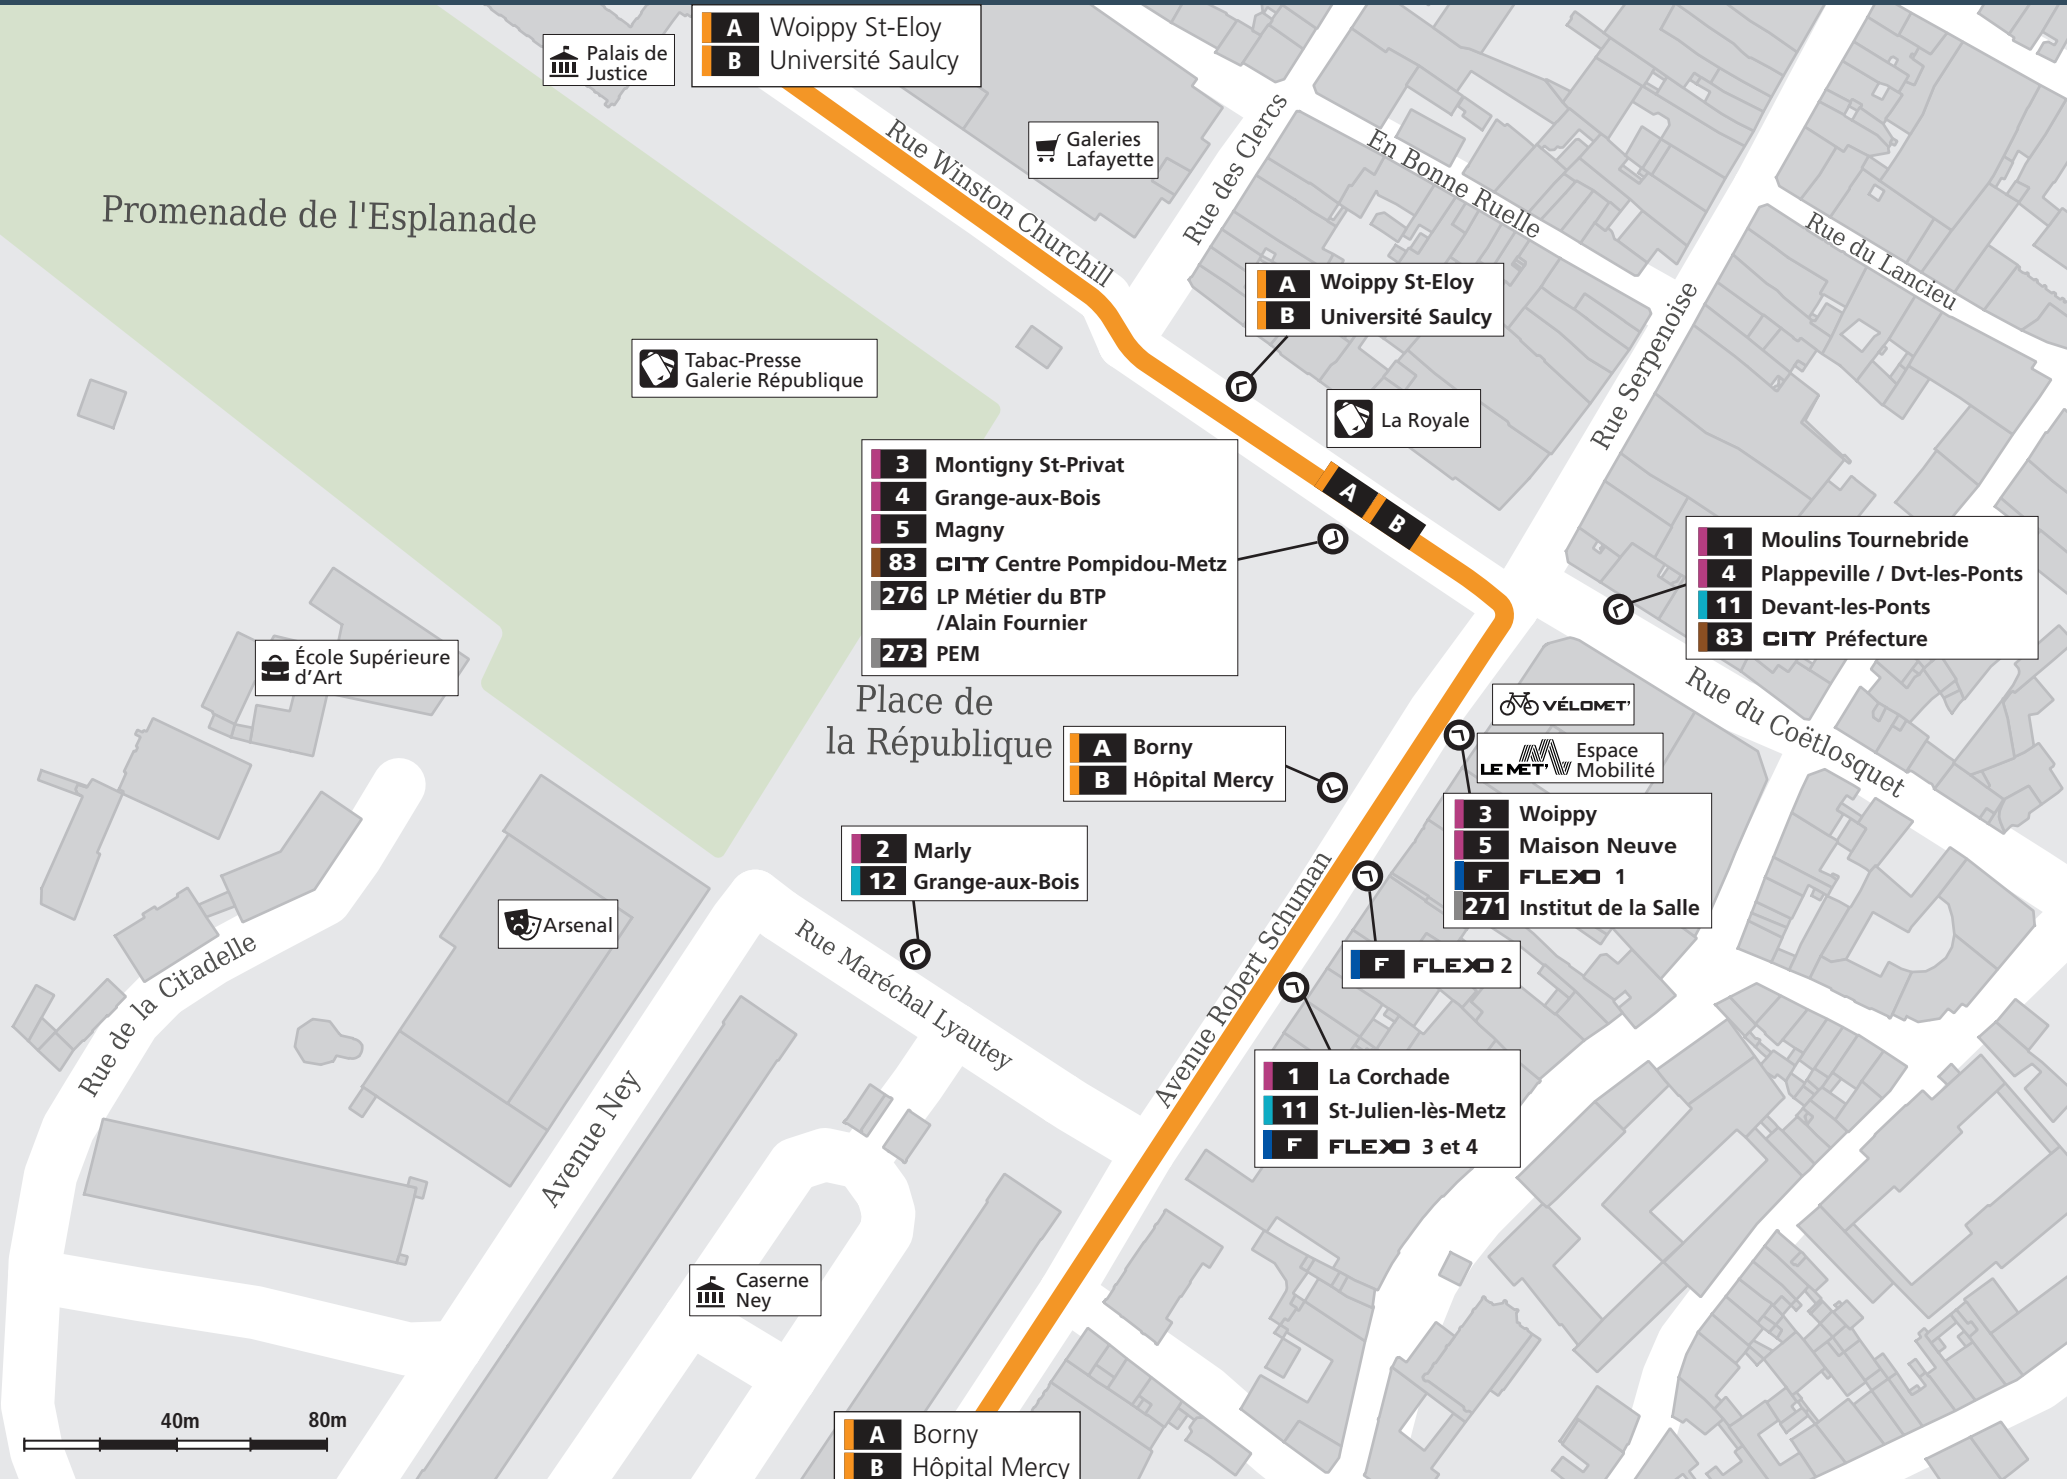 A Woippy St-Eloy
B Université Saulcy
Palais de
Justice
Galeries
Lafayette
Rue Winston Churchill
Rue des Clercs
En Bonne Ruelle
Rue du Lancieu
Rue Serpenoise
Promenade de l'Esplanade
A Woippy St-Eloy
B Université Saulcy
Tabac-Presse
Galerie République
La Royale
A B
3 Montigny St-Privat
4 Grange-aux-Bois
5 Magny
83 CITY Centre Pompidou-Metz
276 LP Métier du BTP
/Alain Fournier
273 PEM
1 Moulins Tournebride
4 Plappeville / Dvt-les-Ponts
11 Devant-les-Ponts
83 CITY Préfecture
École Supérieure
d'Art
Place de
la République
Rue du Coëtlosquet
VÉLOMET'
LE MET' Espace
Mobilité
A Borny
B Hôpital Mercy
3 Woippy
5 Maison Neuve
F FLEXO 1
271 Institut de la Salle
2 Marly
12 Grange-aux-Bois
Arsenal
Rue de la Citadelle
Rue Maréchal Lyautey
Avenue Robert Schuman
F FLEXO 2
Avenue Ney
1 La Corchade
11 St-Julien-lès-Metz
F FLEXO 3 et 4
Caserne
Ney
40m 80m
A Borny
B Hôpital Mercy